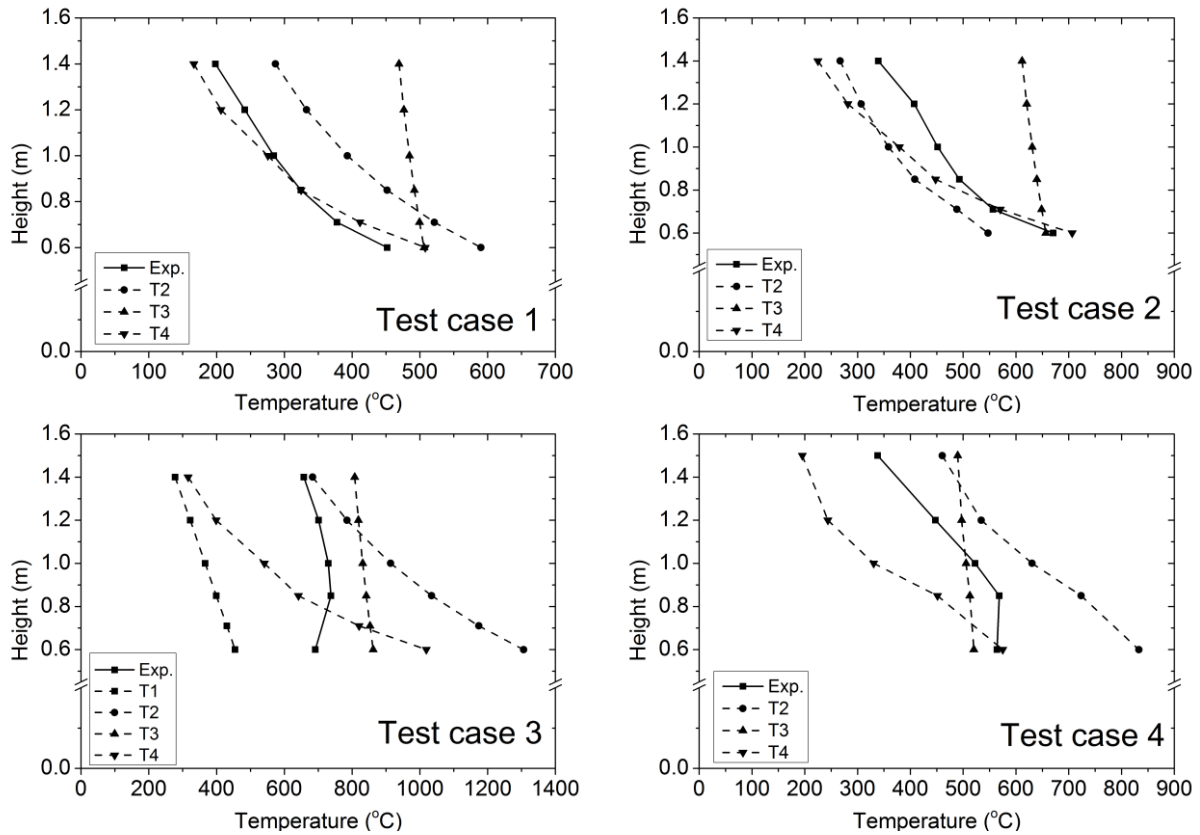 1.6
1.4
1.2
1.0
0.8
0.6
0.0
Height (m)
Exp.
T2
T3
T4
Test case 1
0 100 200 300 400 500 600 700
Temperature (°C)
1.6
1.4
1.2
1.0
0.8
0.6
0.0
Height (m)
Exp.
T2
T3
T4
Test case 2
0 100 200 300 400 500 600 700 800 900
Temperature (°C)
1.6
1.4
1.2
1.0
0.8
0.6
0.0
Height (m)
Exp.
T1
T2
T3
T4
Test case 3
0 200 400 600 800 1000 1200 1400
Temperature (°C)
1.6
1.4
1.2
1.0
0.8
0.6
0.0
Height (m)
Exp.
T2
T3
T4
Test case 4
0 100 200 300 400 500 600 700 800 900
Temperature (°C)